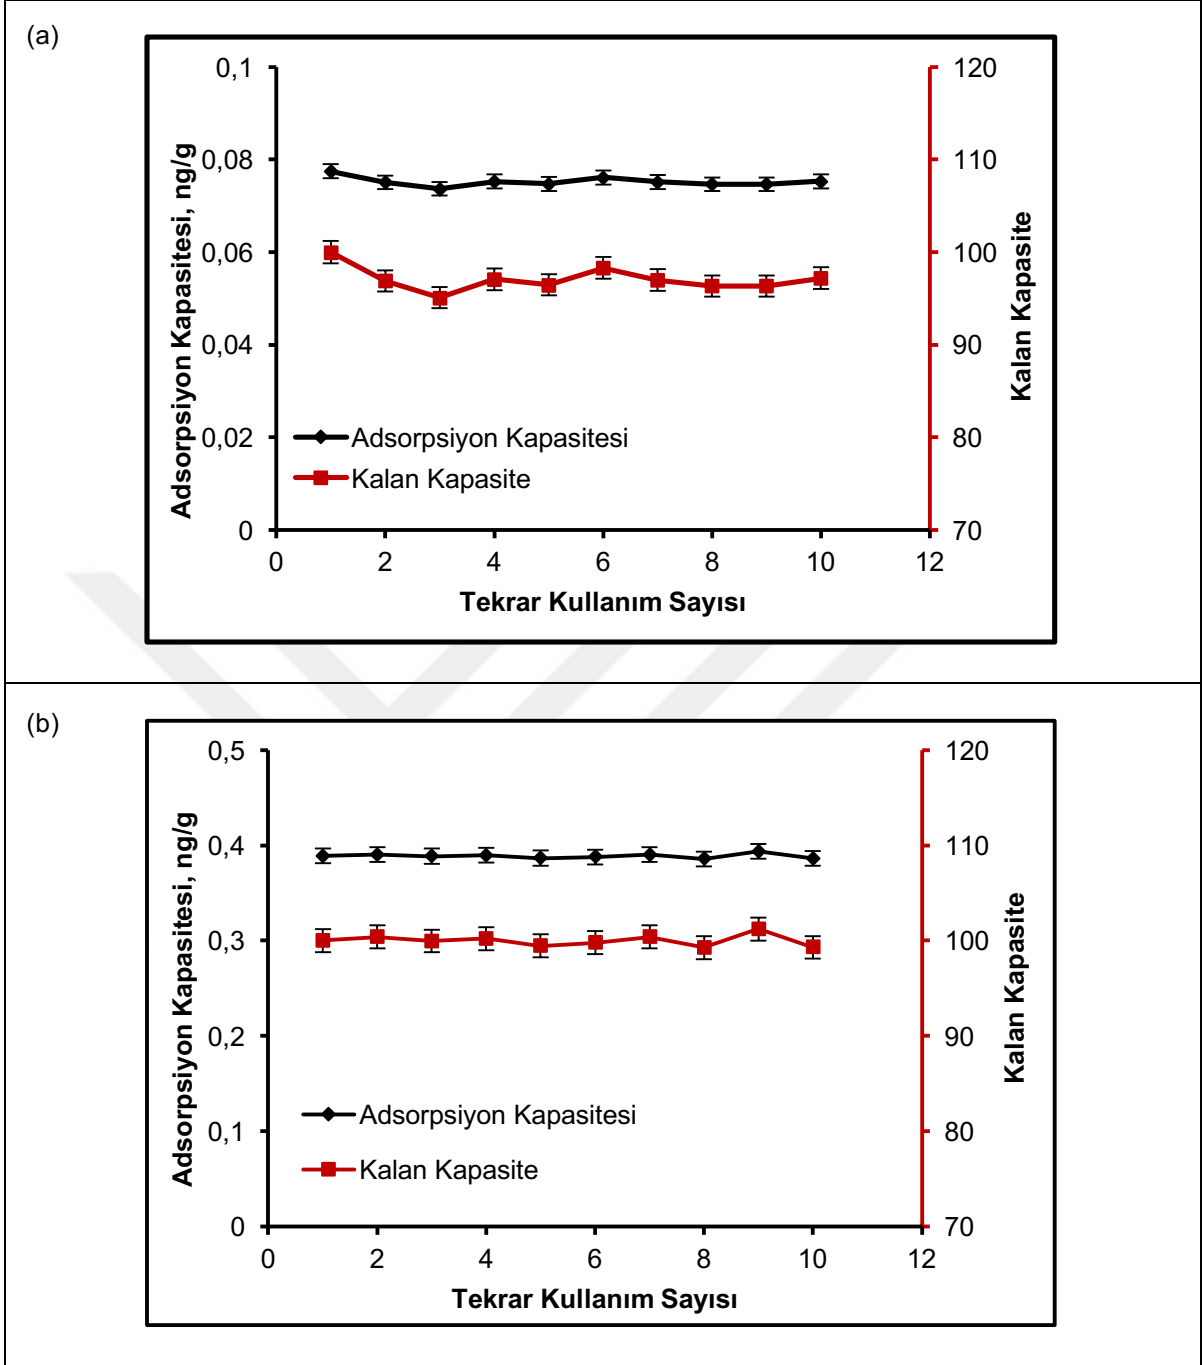 (a)
0,1
0,08
0,06
0,04
0,02
0
Adsorpsiyon Kapasitesi, ng/g
120
110
100
90
80
70
Kalan Kapasite
Adsorpsiyon Kapasitesi
Kalan Kapasite
0 2 4 6 8 10 12
Tekrar Kullanım Sayısı
(b)
0,5
0,4
0,3
0,2
0,1
0
Adsorpsiyon Kapasitesi, ng/g
120
110
100
90
80
70
Kalan Kapasite
Adsorpsiyon Kapasitesi
Kalan Kapasite
0 2 4 6 8 10 12
Tekrar Kullanım Sayısı